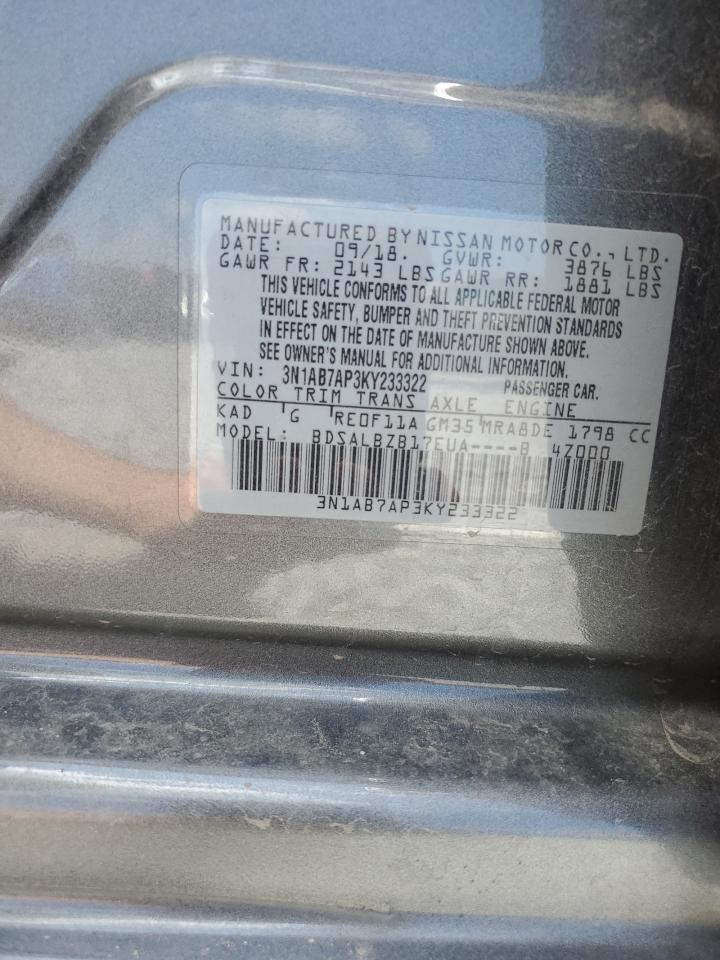 MANUFACTURED BY NISSAN MOTOR CO., LTD.
DATE: 09/18. GVWR: 3876 LBS
GAWR FR: 2143 LBS GAWR RR: 1881 LBS
THIS VEHICLE CONFORMS TO ALL APPLICABLE FEDERAL MOTOR
VEHICLE SAFETY, BUMPER AND THEFT PREVENTION STANDARDS
IN EFFECT ON THE DATE OF MANUFACTURE SHOWN ABOVE.
SEE OWNER'S MANUAL FOR ADDITIONAL INFORMATION.
VIN: 3N1AB7AP3KY233322 PASSENGER CAR.
COLOR TRIM TRANS AXLE ENGINE
KAD G RE0F11A GM35 MRA8DE 1798 CC
MODEL: BDSALBZB17EUA----B 4Z000
3N1AB7AP3KY233322